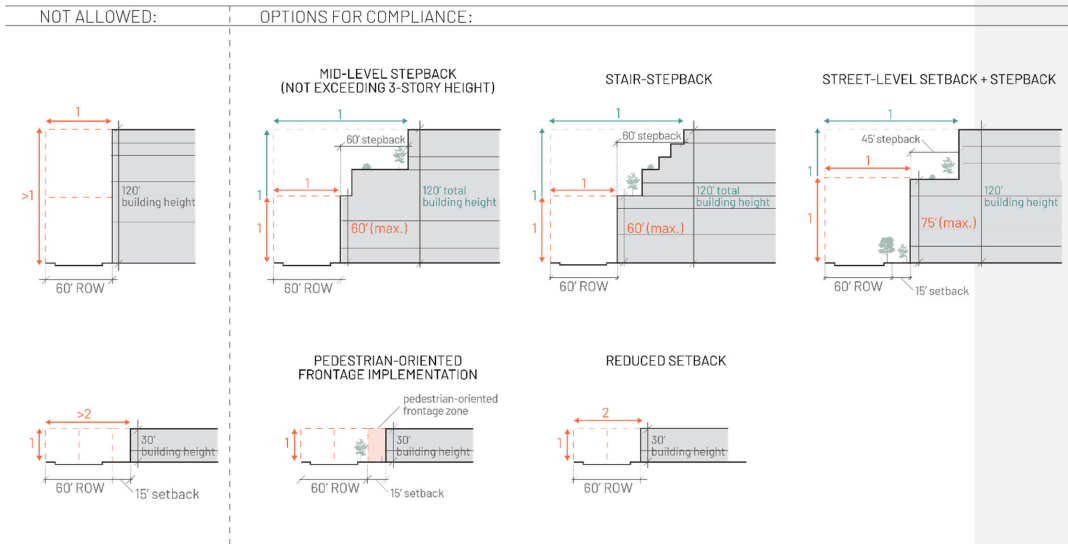 NOT ALLOWED:
OPTIONS FOR COMPLIANCE:
1
>1
120'
building height
60' ROW
MID-LEVEL STEPBACK
(NOT EXCEEDING 3-STORY HEIGHT)
1
60' stepback
1
1
1
120' total
building height
60' (max.)
60' ROW
STAIR-STEPBACK
1
60' stepback
1
1
1
120' total
building height
60' (max.)
60' ROW
STREET-LEVEL SETBACK + STEPBACK
1
45' stepback
1
1
1
120'
building height
75' (max.)
60' ROW
15' setback
>2
1
30'
building height
60' ROW
15' setback
PEDESTRIAN-ORIENTED
FRONTAGE IMPLEMENTATION
pedestrian-oriented
frontage zone
1
30'
building height
60' ROW
15' setback
REDUCED SETBACK
2
1
30'
building height
60' ROW